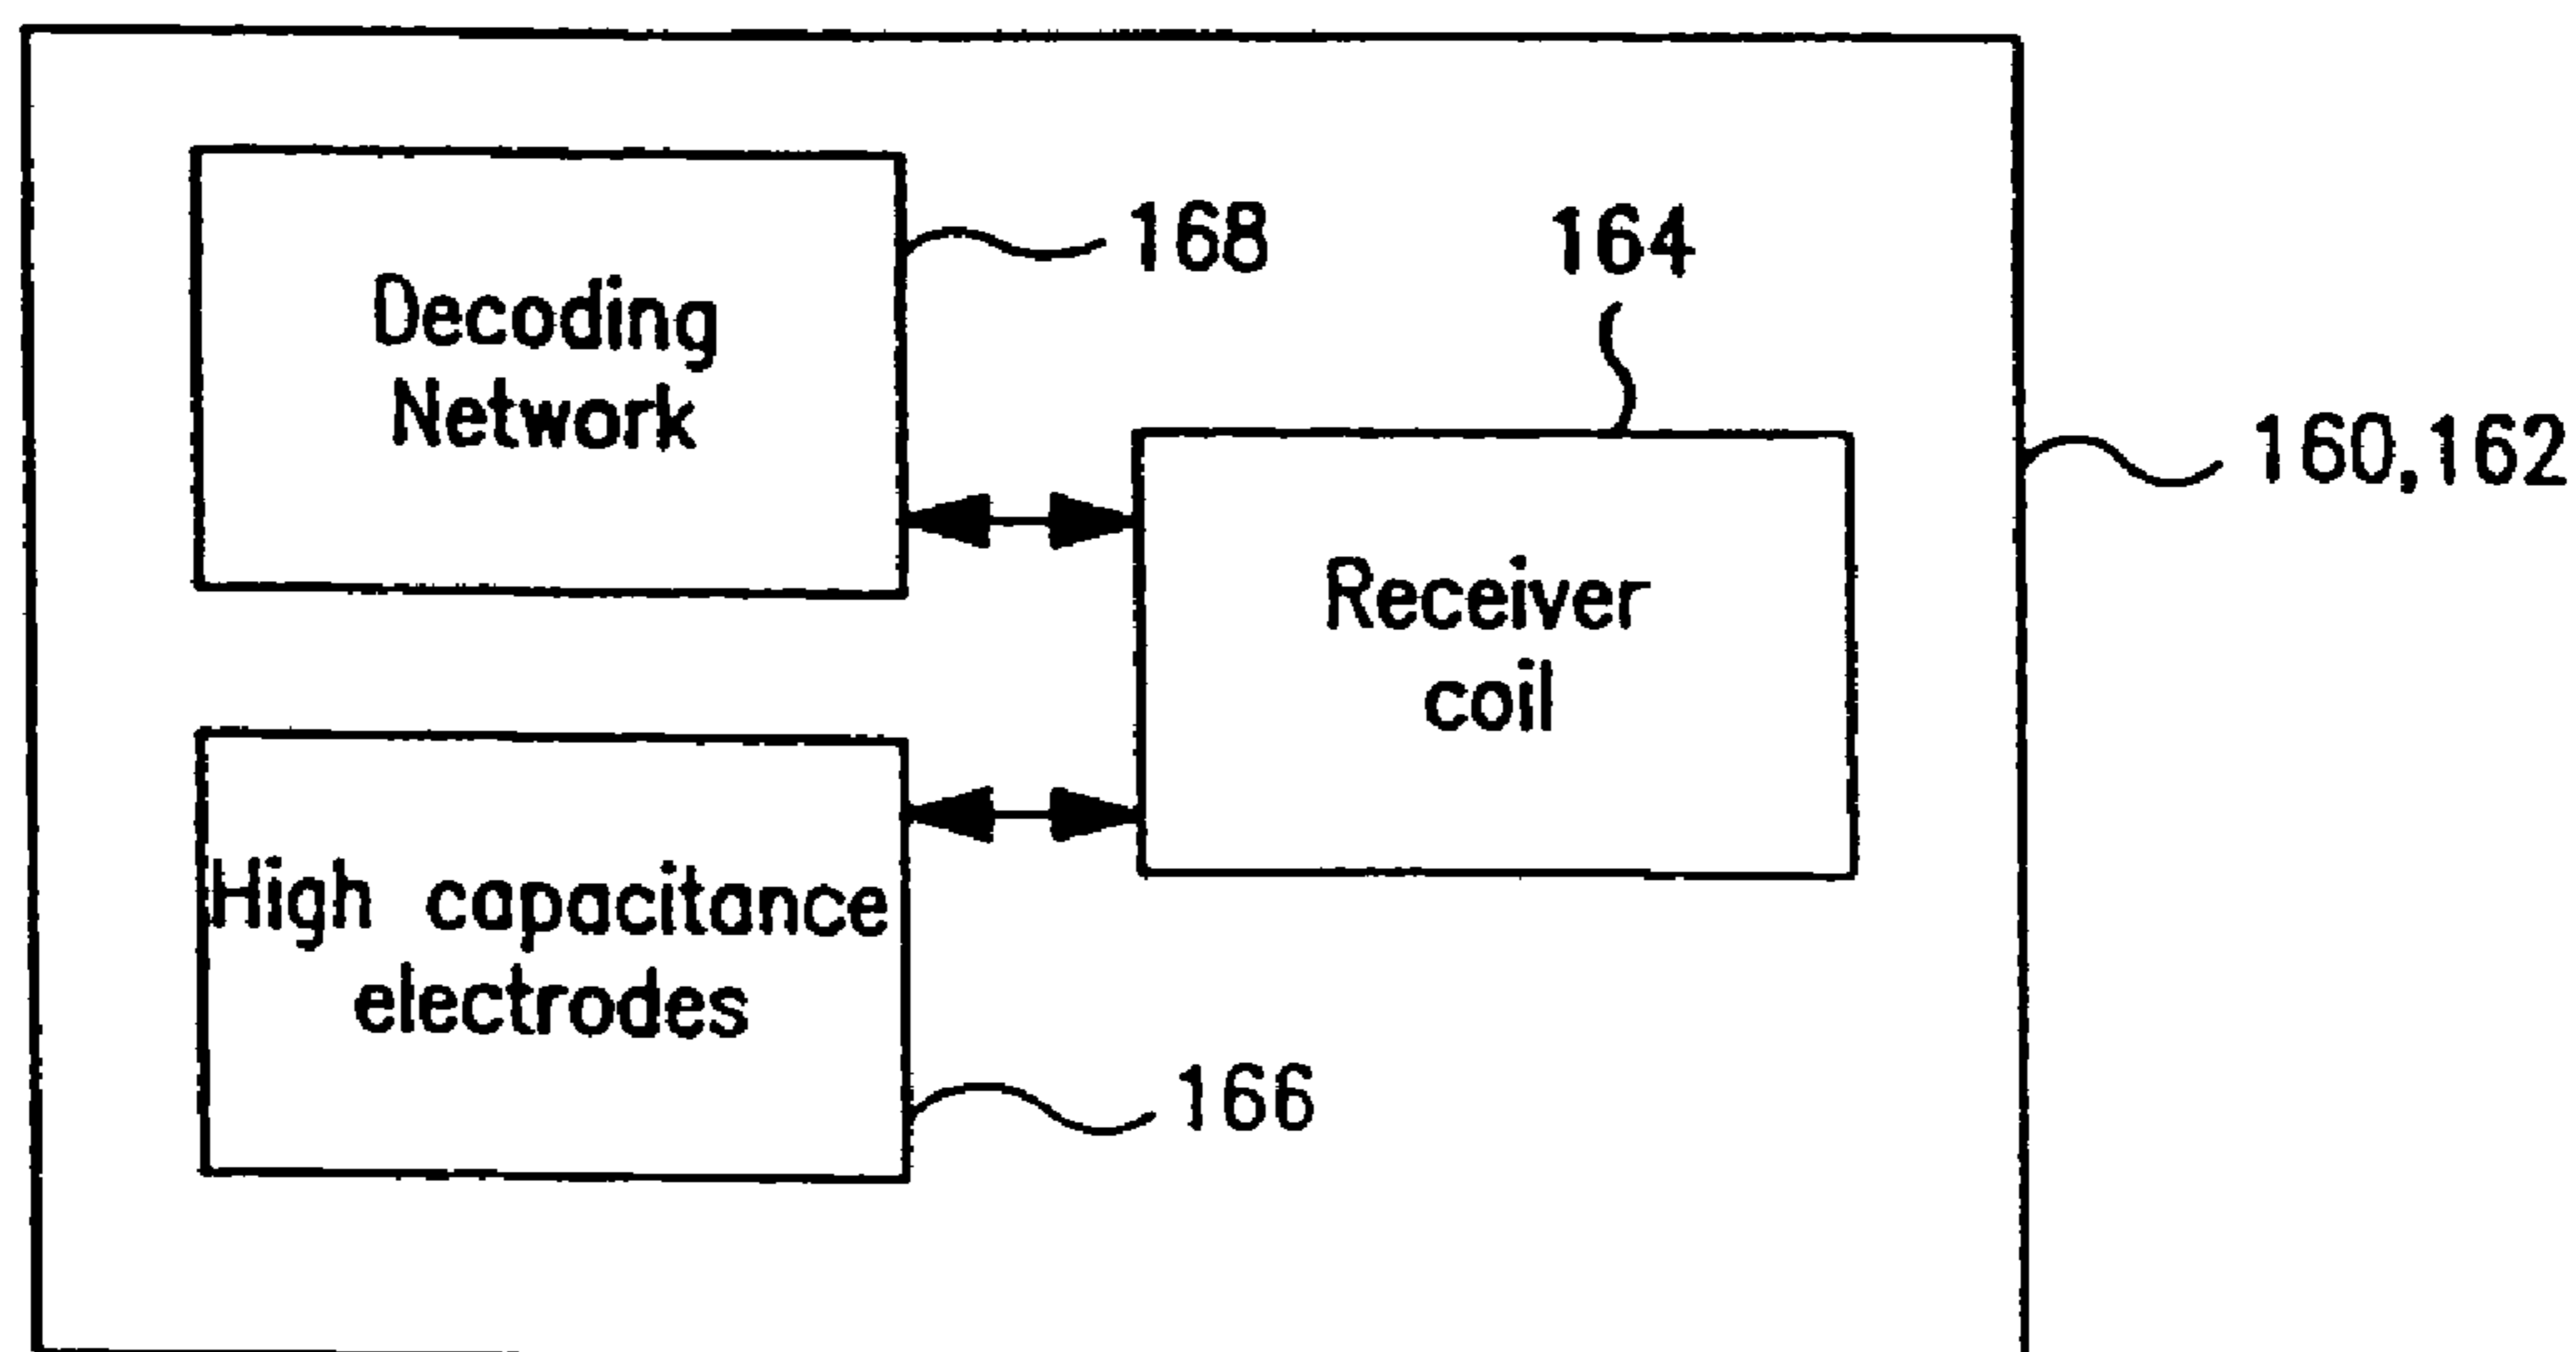 Decoding
Network
168
164
160,162
Receiver
coil
High capacitance
electrodes
166